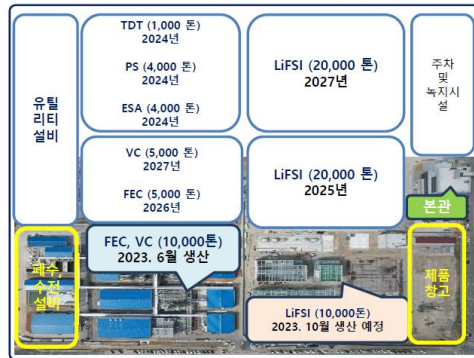 유틸
리티
설비
TDT (1,000 톤)
2024년
PS (4,000 톤)
2024년
ESA (4,000 톤)
2024년
LiFSI (20,000 톤)
2027년
주차
및
녹지시
설
VC (5,000 톤)
2027년
FEC (5,000 톤)
2026년
LiFSI (20,000 톤)
2025년
본관
폐수,
수전
설비
FEC, VC (10,000톤)
2023. 6월 생산
LiFSI (10,000톤)
2023. 10월 생산 예정
제품
창고